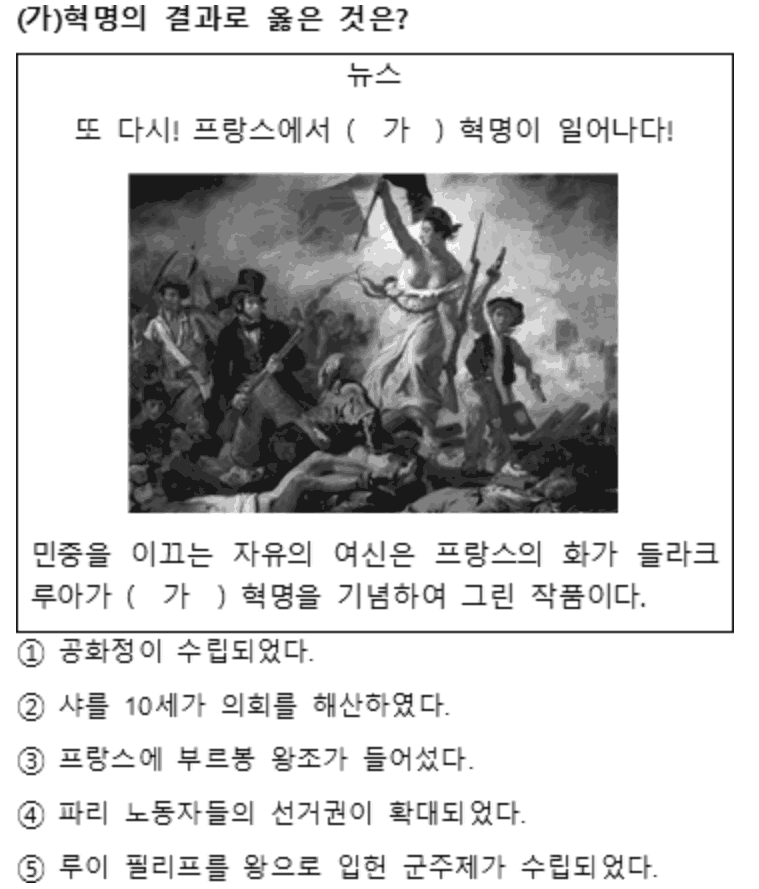 (가)혁명의 결과로 옳은 것은?
뉴스
또 다시! 프랑스에서 ( 가 ) 혁명이 일어나다!
민중을 이끄는 자유의 여신은 프랑스의 화가 들라크
루아가 ( 가 ) 혁명을 기념하여 그린 작품이다.
① 공화정이 수립되었다.
② 샤를 10세가 의회를 해산하였다.
③ 프랑스에 부르봉 왕조가 들어섰다.
④ 파리 노동자들의 선거권이 확대되었다.
⑤ 루이 필리프를 왕으로 입헌 군주제가 수립되었다.